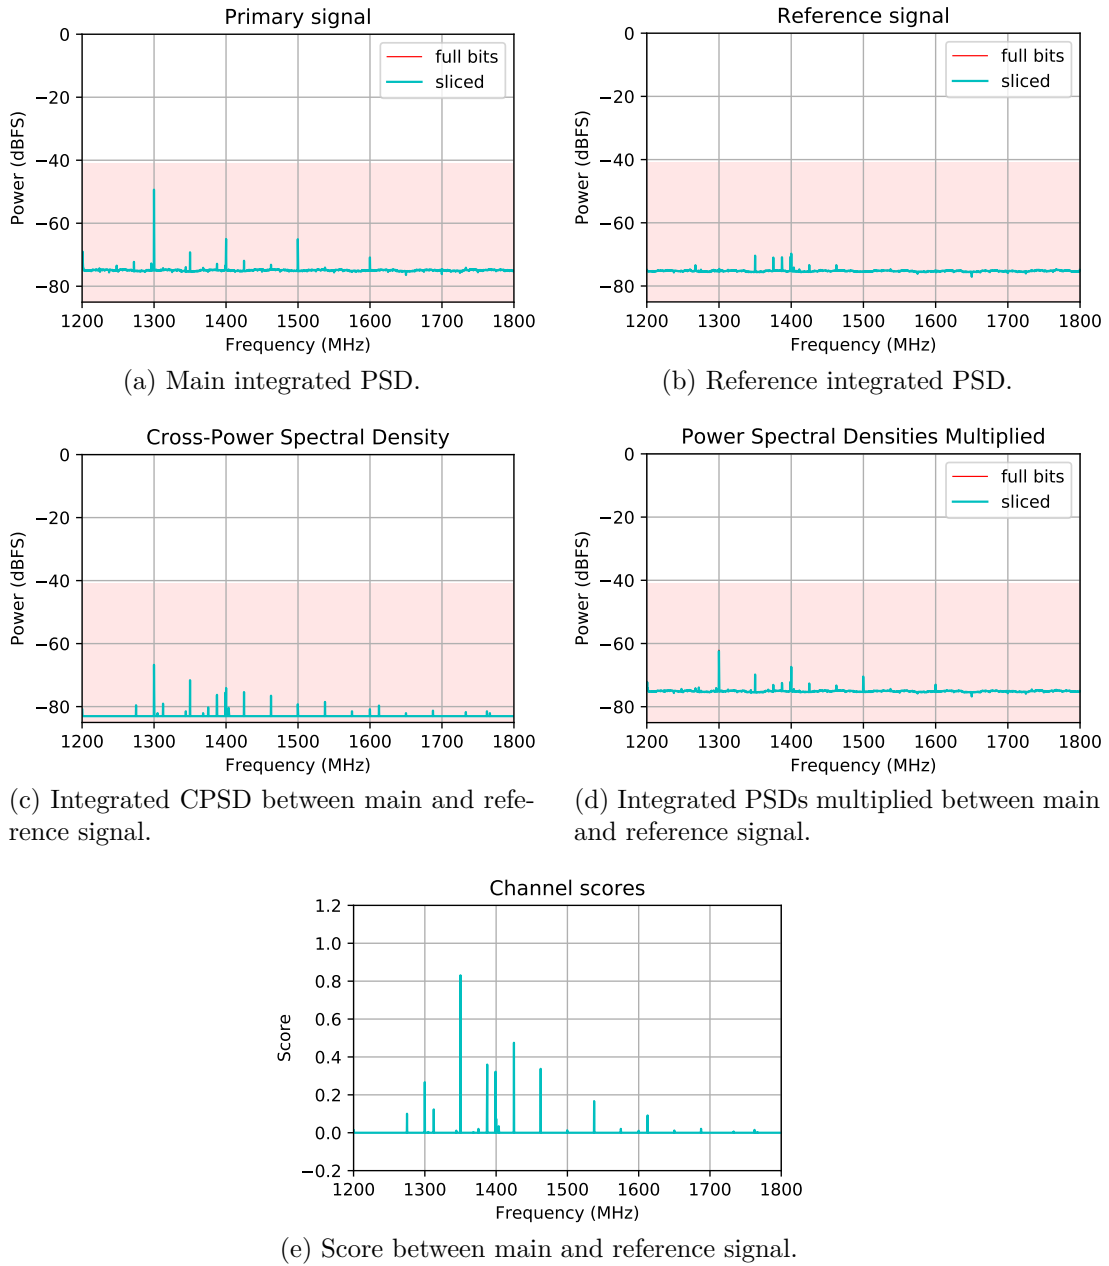 Primary signal
0
−20
−40
−60
−80
Power (dBFS)
full bits
sliced
1200 1300 1400 1500 1600 1700 1800
Frequency (MHz)
(a) Main integrated PSD.
Reference signal
0
−20
−40
−60
−80
Power (dBFS)
full bits
sliced
1200 1300 1400 1500 1600 1700 1800
Frequency (MHz)
(b) Reference integrated PSD.
Cross-Power Spectral Density
0
−20
−40
−60
−80
Power (dBFS)
1200 1300 1400 1500 1600 1700 1800
Frequency (MHz)
(c) Integrated CPSD between main and refe-
rence signal.
Power Spectral Densities Multiplied
0
−20
−40
−60
−80
Power (dBFS)
full bits
sliced
1200 1300 1400 1500 1600 1700 1800
Frequency (MHz)
(d) Integrated PSDs multiplied between main
and reference signal.
Channel scores
1.2
1.0
0.8
0.6
0.4
0.2
0.0
−0.2
Score
1200 1300 1400 1500 1600 1700 1800
Frequency (MHz)
(e) Score between main and reference signal.